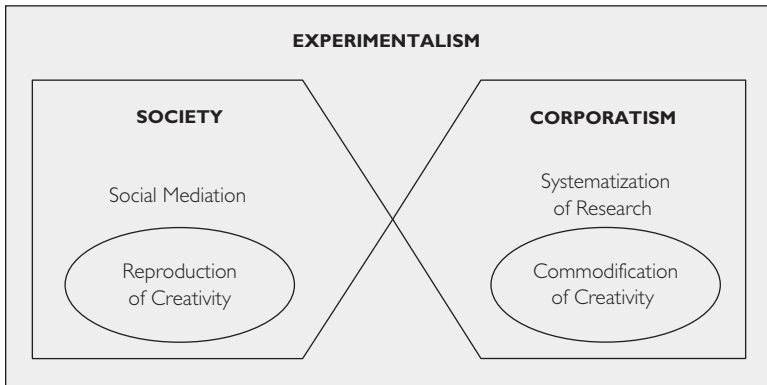 EXPERIMENTALISM
SOCIETY
Social Mediation
Reproduction
of Creativity
CORPORATISM
Systematization
of Research
Commodification
of Creativity